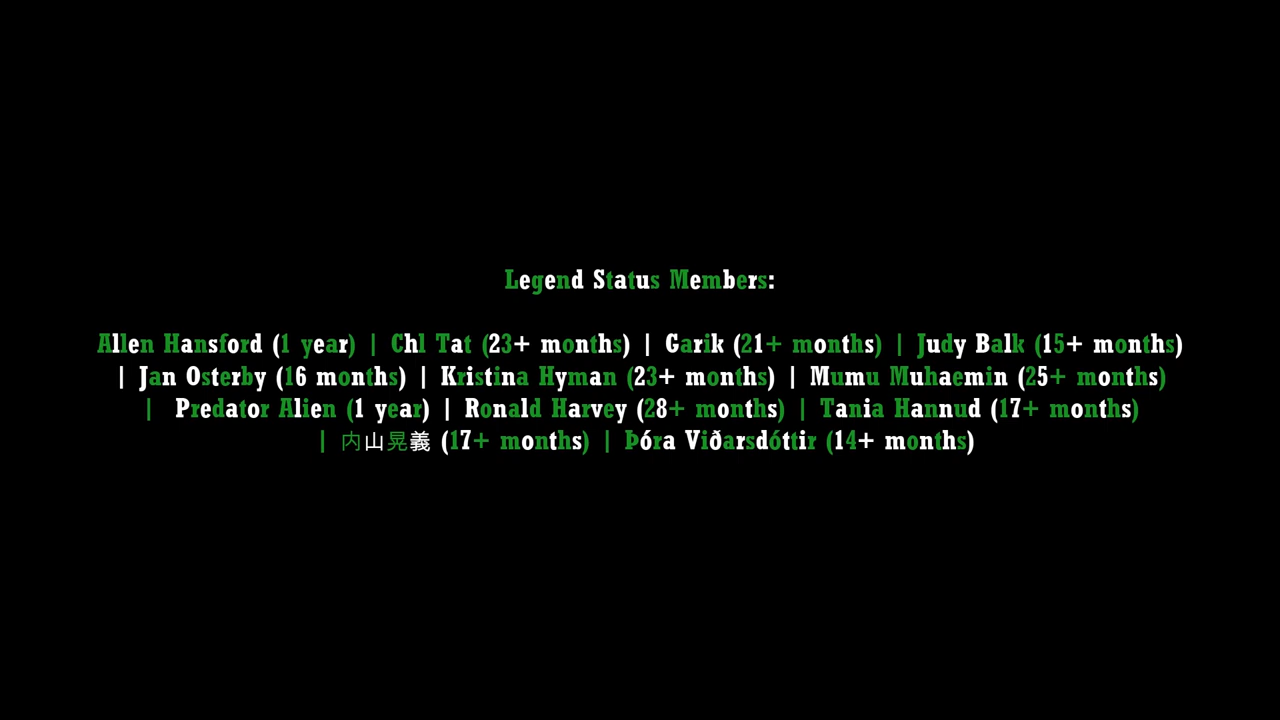 Legend Status Members:
Allen Hansford (1 year) | Chl Tat (23+ months) | Garik (21+ months) | Judy Balk (15+ months)
| Jan Osterby (16 months) | Kristina Hyman (23+ months) | Mumu Muhaemin (25+ months)
| Predator Alien (1 year) | Ronald Harvey (28+ months) | Tania Hannud (17+ months)
| 内山晃義 (17+ months) | Þóra Viðarsdóttir (14+ months)